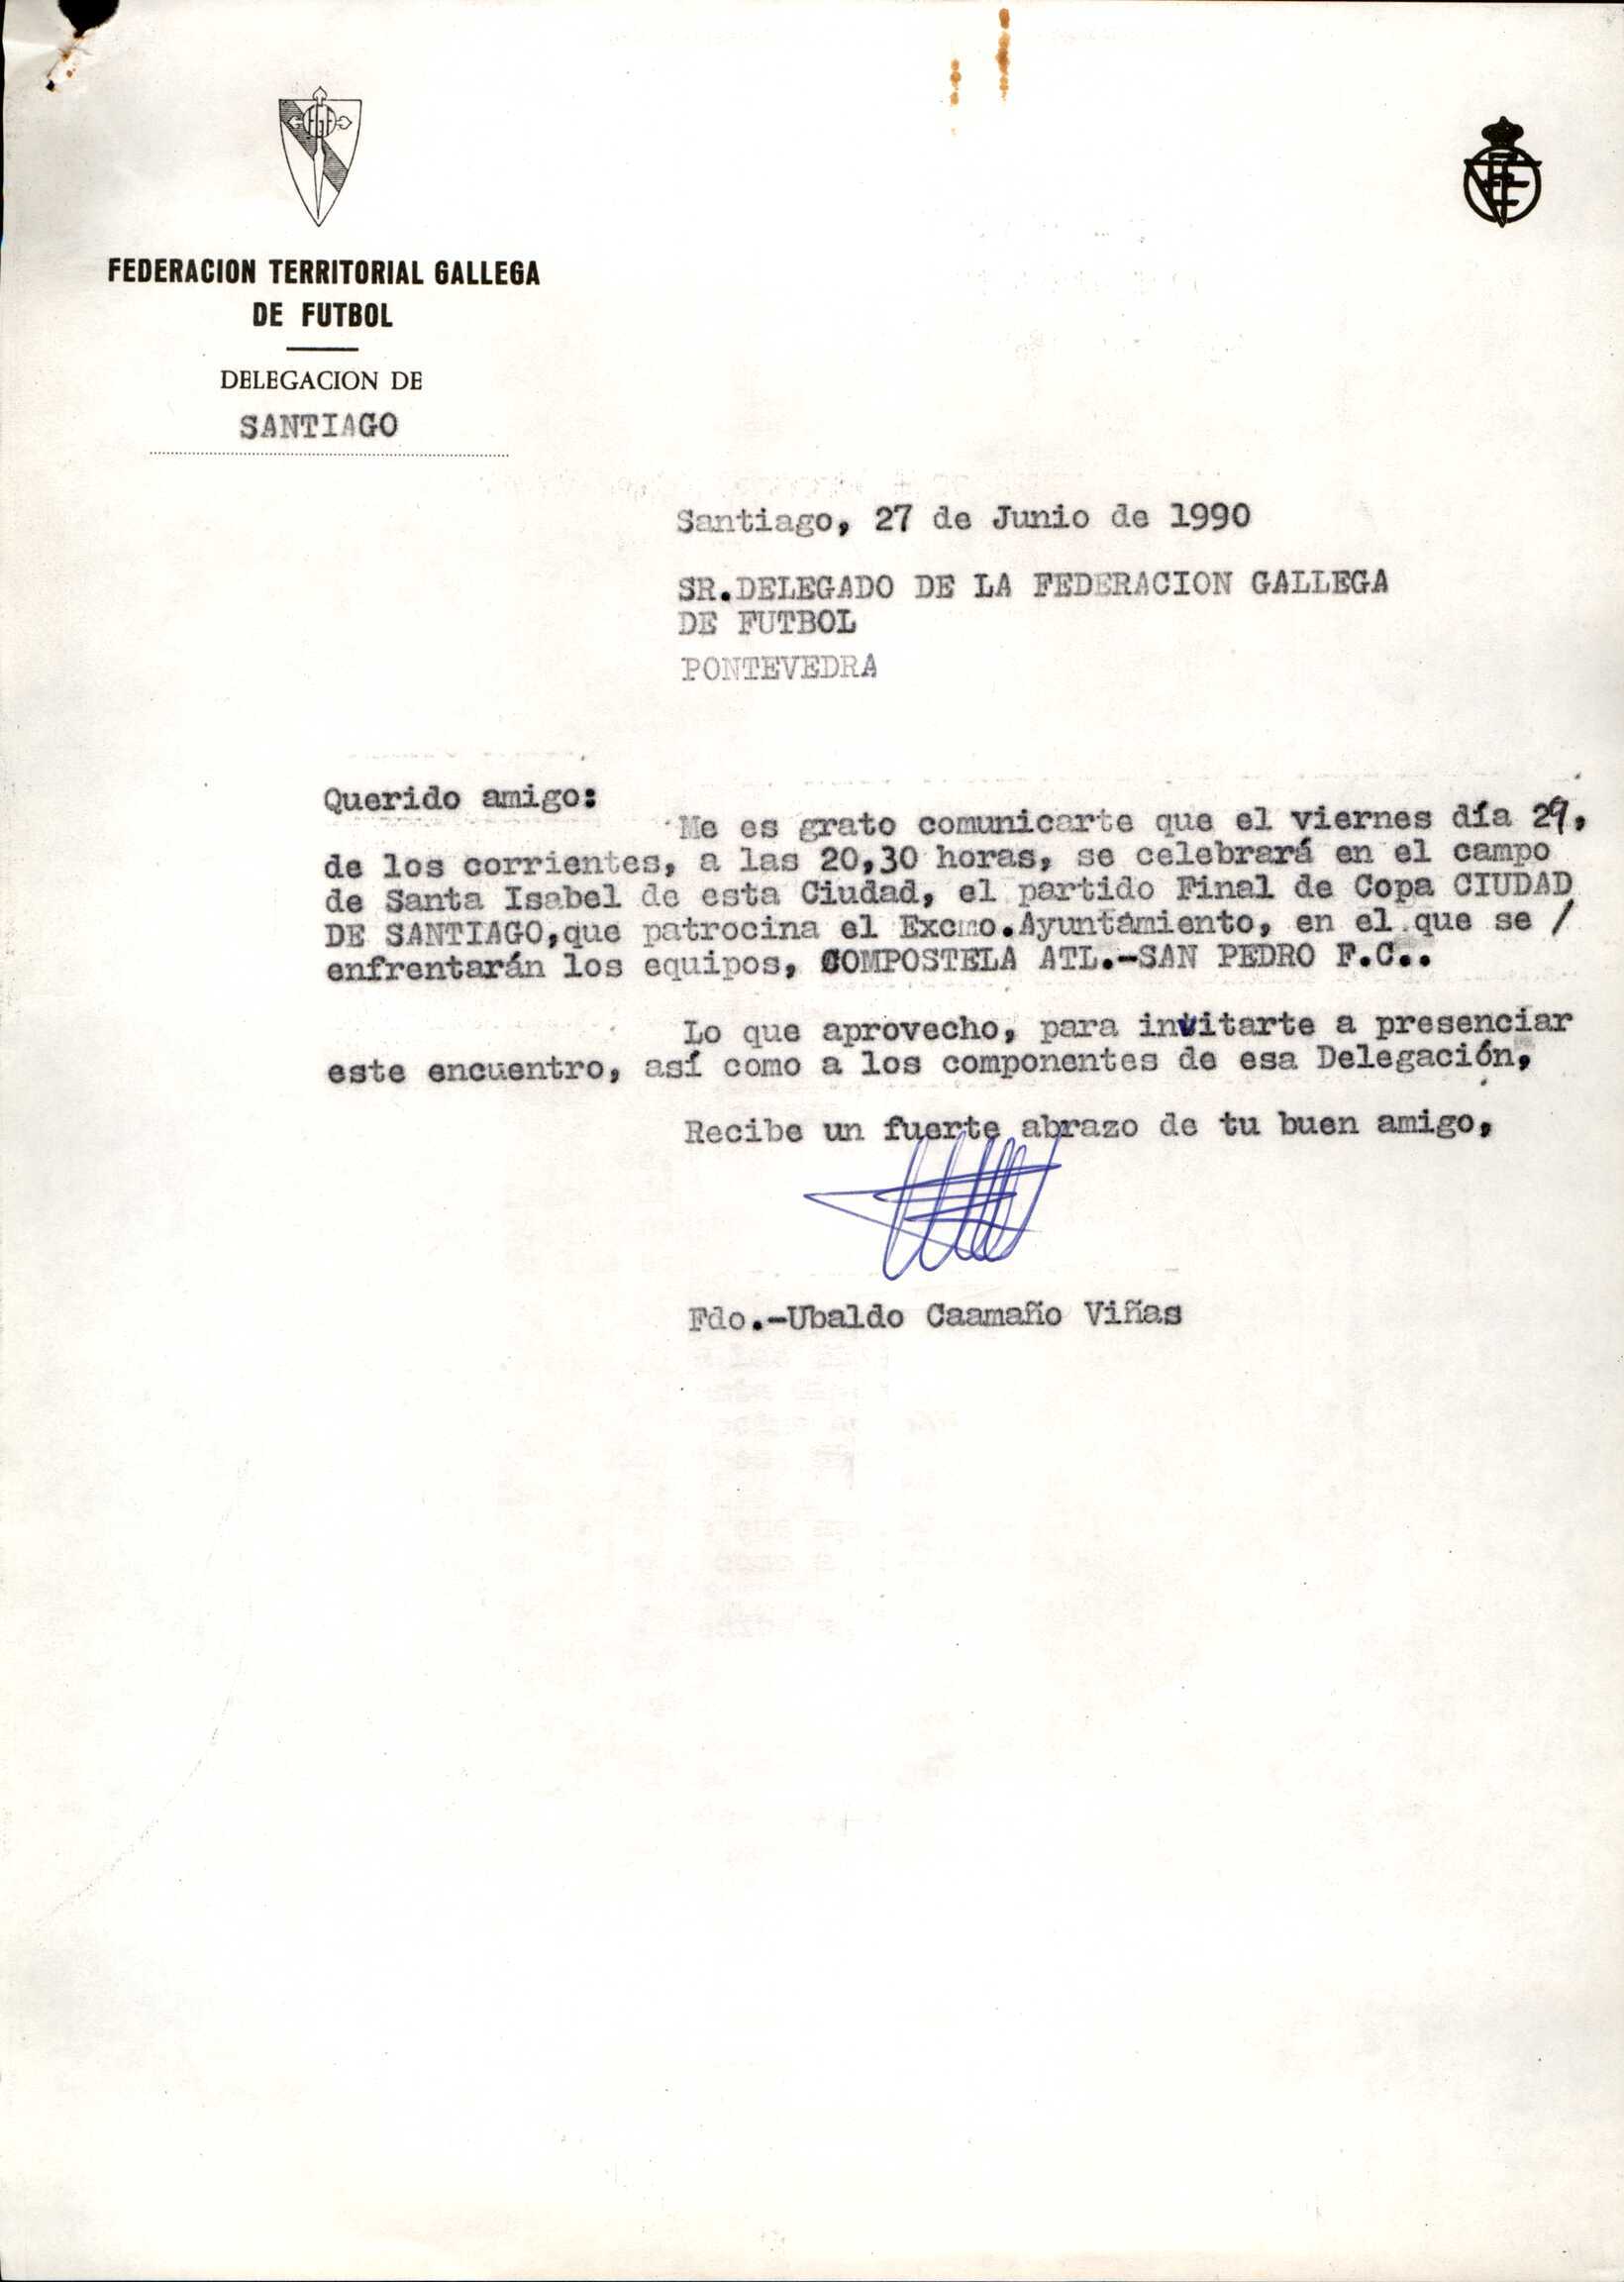 FEDERACION TERRITORIAL GALLEGA
DE FUTBOL
DELEGACION DE
SANTIAGO
Santiago, 27 de Junio de 1990
SR.DELEGADO DE LA FEDERACION GALLEGA
DE FUTBOL
PONTEVEDRA
Querido amigo:
Me es grato comunicarte que el viernes día 29,
de los corrientes, a las 20,30 horas, se celebrará en el campo
de Santa Isabel de esta Ciudad, el partido Final de Copa CIUDAD
DE SANTIAGO,que patrocina el Excmo.Ayuntamiento, en el que se /
enfrentarán los equipos, COMPOSTELA ATL.-SAN PEDRO F.C..
Lo que aprovecho, para invitarte a presenciar
este encuentro, así como a los componentes de esa Delegación,
Recibe un fuerte abrazo de tu buen amigo,
Fdo.-Ubaldo Caamaño Viñas